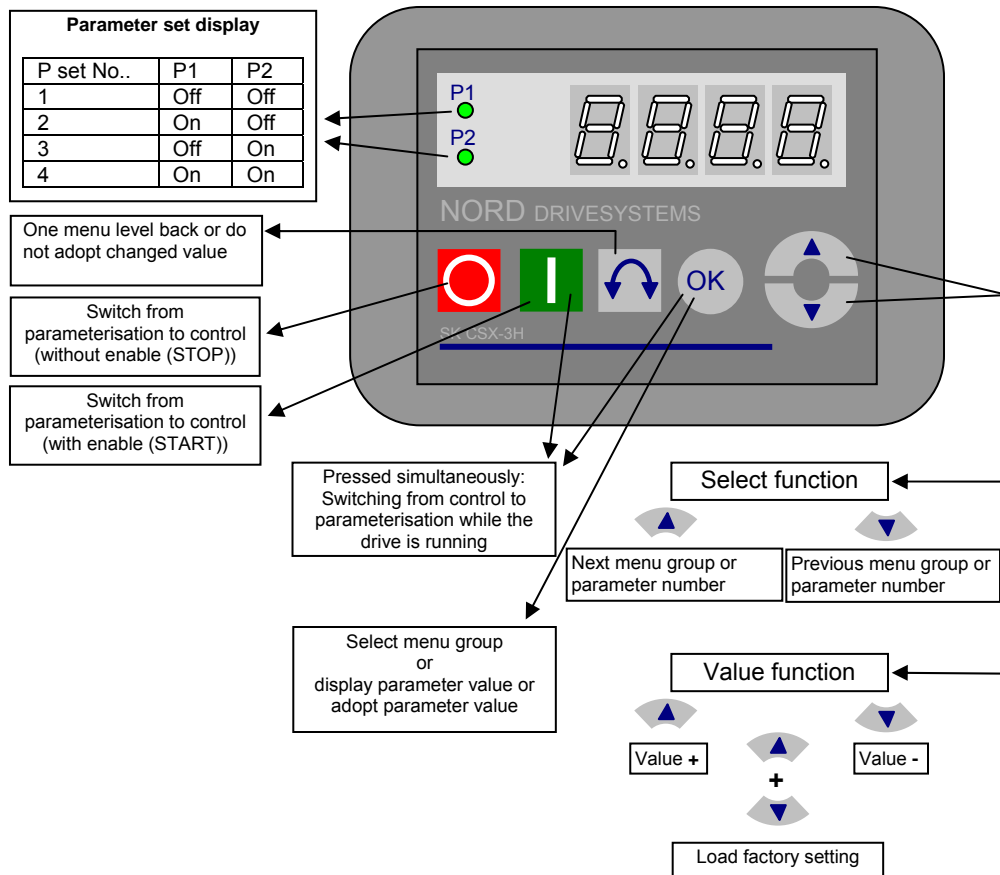 Parameter set display
P set No.. P1 P2
1 Off Off
2 On Off
3 Off On
4 On On
One menu level back or do
not adopt changed value
Switch from
parameterisation to control
(without enable (STOP))
Switch from
parameterisation to control
(with enable (START))
P1
P2
8.8.8.8.
NORD DRIVESYSTEMS
OK
SK CSX-3H
Pressed simultaneously:
Switching from control to
parameterisation while the
drive is running
Select menu group
or
display parameter value or
adopt parameter value
Select function
Next menu group or
parameter number
Previous menu group or
parameter number
Value function
Value +
+
Value -
Load factory setting